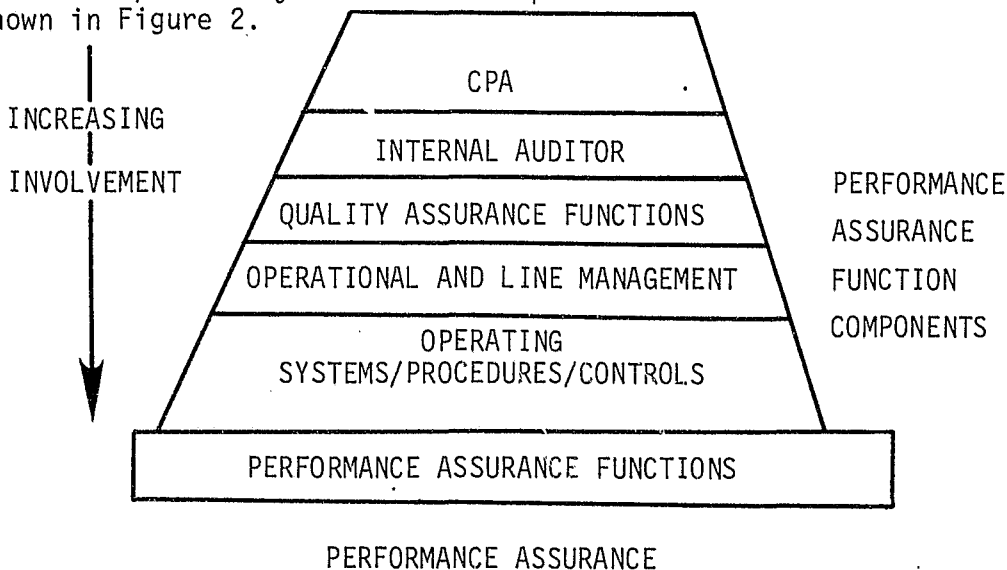 hown in Figure 2.
CPA
INCREASING
INVOLVEMENT
INTERNAL AUDITOR
QUALITY ASSURANCE FUNCTIONS
OPERATIONAL AND LINE MANAGEMENT
OPERATING
SYSTEMS/PROCEDURES/CONTROLS
PERFORMANCE
ASSURANCE
FUNCTION
COMPONENTS
PERFORMANCE ASSURANCE FUNCTIONS
PERFORMANCE ASSURANCE